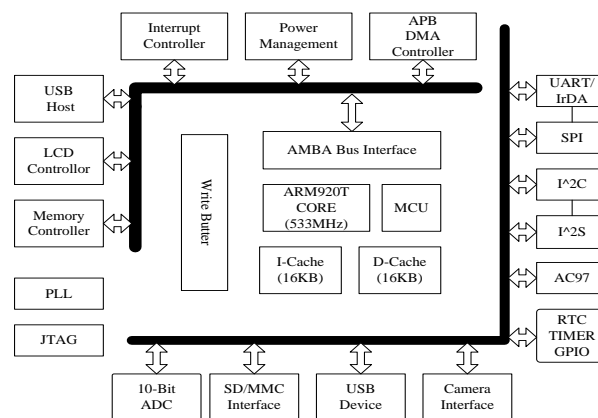 Interrupt
Controller
Power
Management
APB
DMA
Controller
USB
Host
LCD
Controllor
Memory
Controller
PLL
JTAG
Write Butter
AMBA Bus Interface
ARM920T
CORE
(533MHz)
MCU
I-Cache
(16KB)
D-Cache
(16KB)
UART/
IrDA
SPI
I^2C
I^2S
AC97
RTC
TIMER
GPIO
10-Bit
ADC
SD/MMC
Interface
USB
Device
Camera
Interface